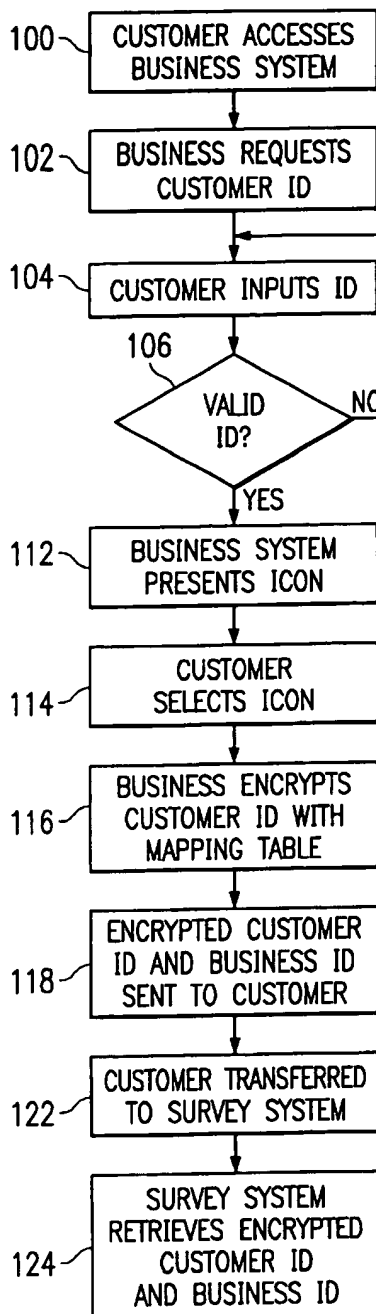 100
CUSTOMER ACCESSES
BUSINESS SYSTEM
102
BUSINESS REQUESTS
CUSTOMER ID
104
CUSTOMER INPUTS ID
106
VALID
ID?
NO
YES
112
BUSINESS SYSTEM
PRESENTS ICON
114
CUSTOMER
SELECTS ICON
116
BUSINESS ENCRYPTS
CUSTOMER ID WITH
MAPPING TABLE
118
ENCRYPTED CUSTOMER
ID AND BUSINESS ID
SENT TO CUSTOMER
122
CUSTOMER TRANSFERRED
TO SURVEY SYSTEM
124
SURVEY SYSTEM
RETRIEVES ENCRYPTED
CUSTOMER ID
AND BUSINESS ID